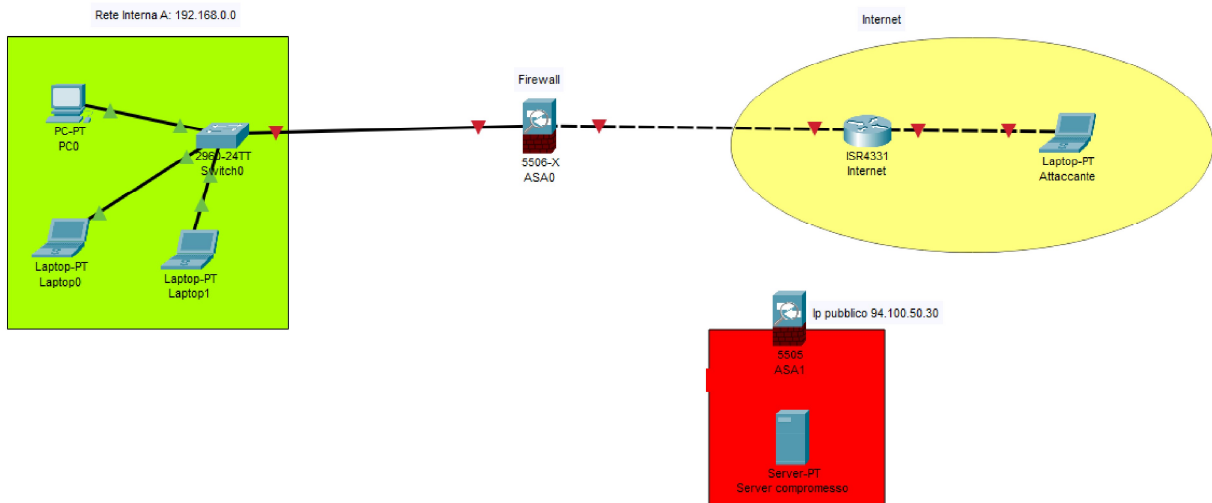 Rete Interna A: 192.168.0.0
Internet
Firewall
PC-PT
PC0
2960-24TT
Switch0
5506-X
ASA0
ISR4331
Internet
Laptop-PT
Attaccante
Laptop-PT
Laptop0
Laptop-PT
Laptop1
Ip pubblico 94.100.50.30
5505
ASA1
Server-PT
Server compromesso